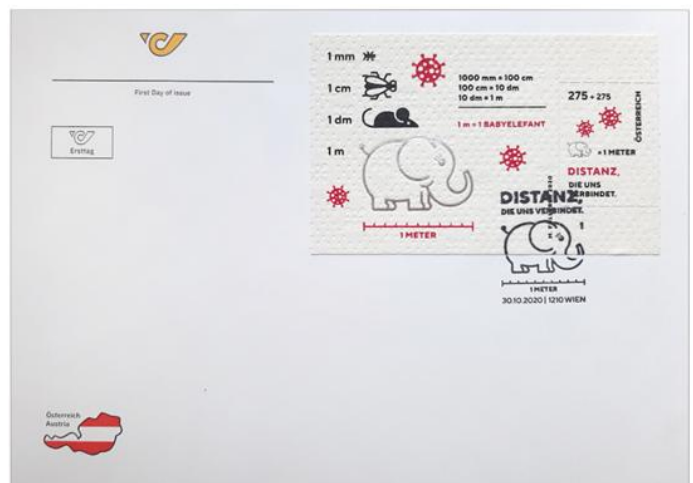 First Day of Issue
Ersttag
1 mm
1 cm
1 dm
1 m
1000 mm = 100 cm
100 cm = 10 dm
10 dm = 1 m
1 m = 1 BABYELEFANT
1 METER
275 + 275
ÖSTERREICH
= 1 METER
DISTANZ,
DIE UNS
VERBINDET.
DISTANZ,
DIE UNS VERBINDET.
1
1 METER
30.10.2020 | 1210 WIEN
Österreich
Austria